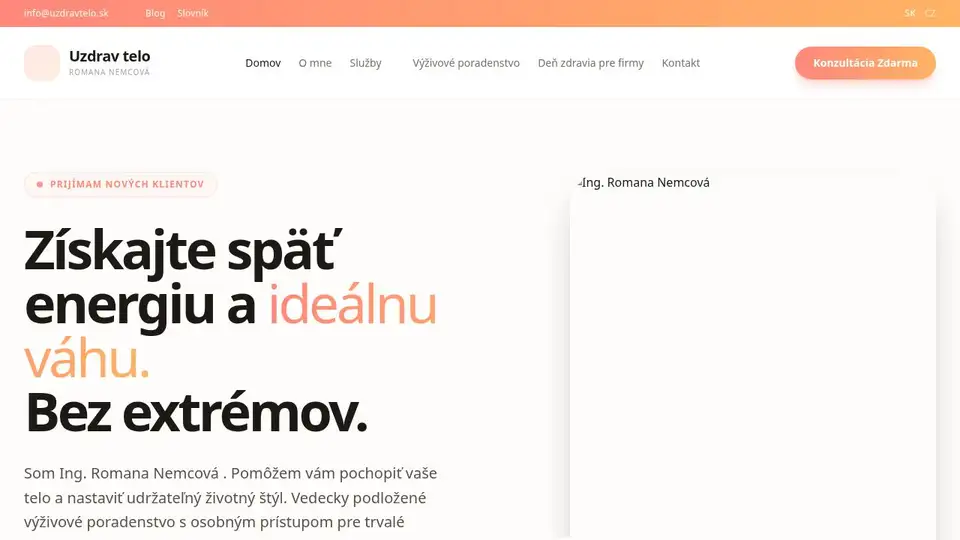 info@uzdravtelo.sk Blog Slovník SK CZ
Uzdrav telo
ROMANA NEMCOVÁ
Domov O mne Služby Výživové poradenstvo Deň zdravia pre firmy Kontakt
Konzultácia Zdarma
PRIJÍMAM NOVÝCH KLIENTOV
Ing. Romana Nemcová
Získajte späť
energiu a ideálnu
váhu.
Bez extrémov.
Som Ing. Romana Nemcová . Pomôžem vám pochopiť vaše
telo a nastaviť udržateľný životný štýl. Vedecky podložené
výživové poradenstvo s osobným prístupom pre trvalé